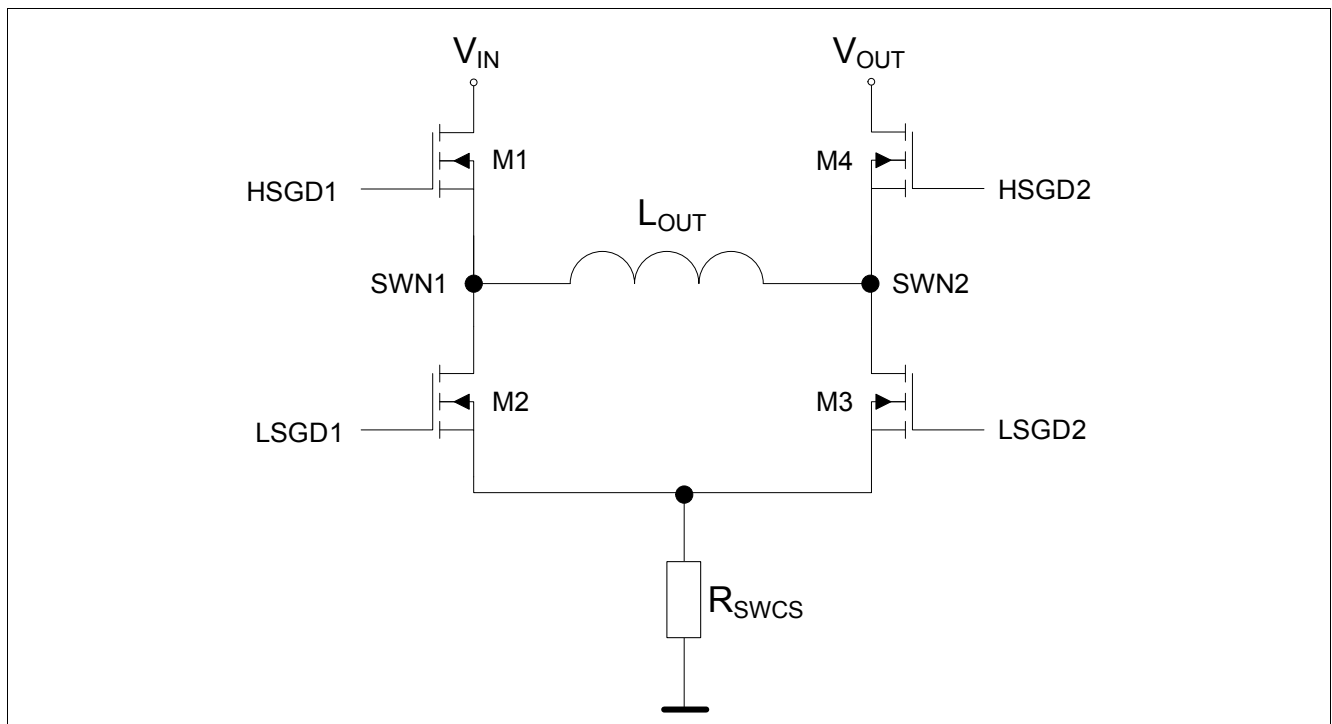 VIN
VOUT
M1
M4
HSGD1
HSGD2
LOUT
SWN1
SWN2
M2
M3
LSGD1
LSGD2
RSWCS